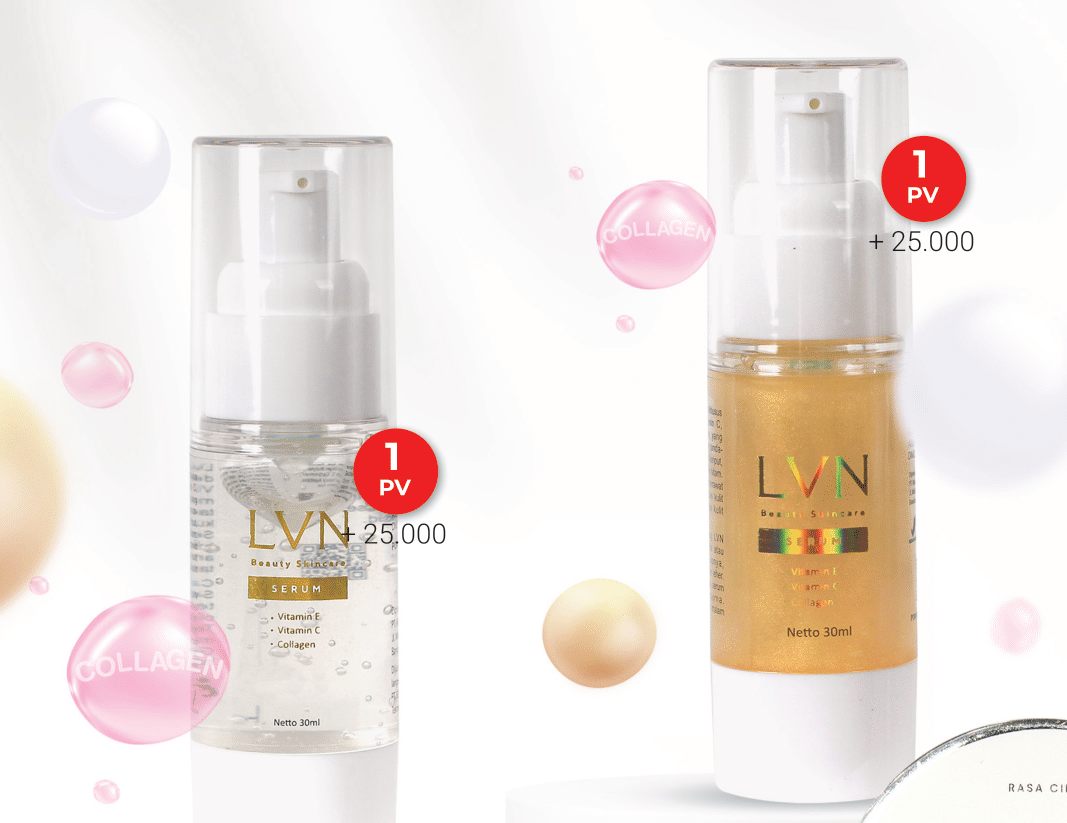 1
PV
+ 25.000
LVN
Beauty Skincare
SERUM
• Vitamin E
• Vitamin C
• Collagen
Netto 30ml
COLLAGEN
COLLAGEN
1
PV
+ 25.000
LVN
Beauty Skincare
SERUM
Vitamin E
Vitamin C
Collagen
Netto 30ml
RASA